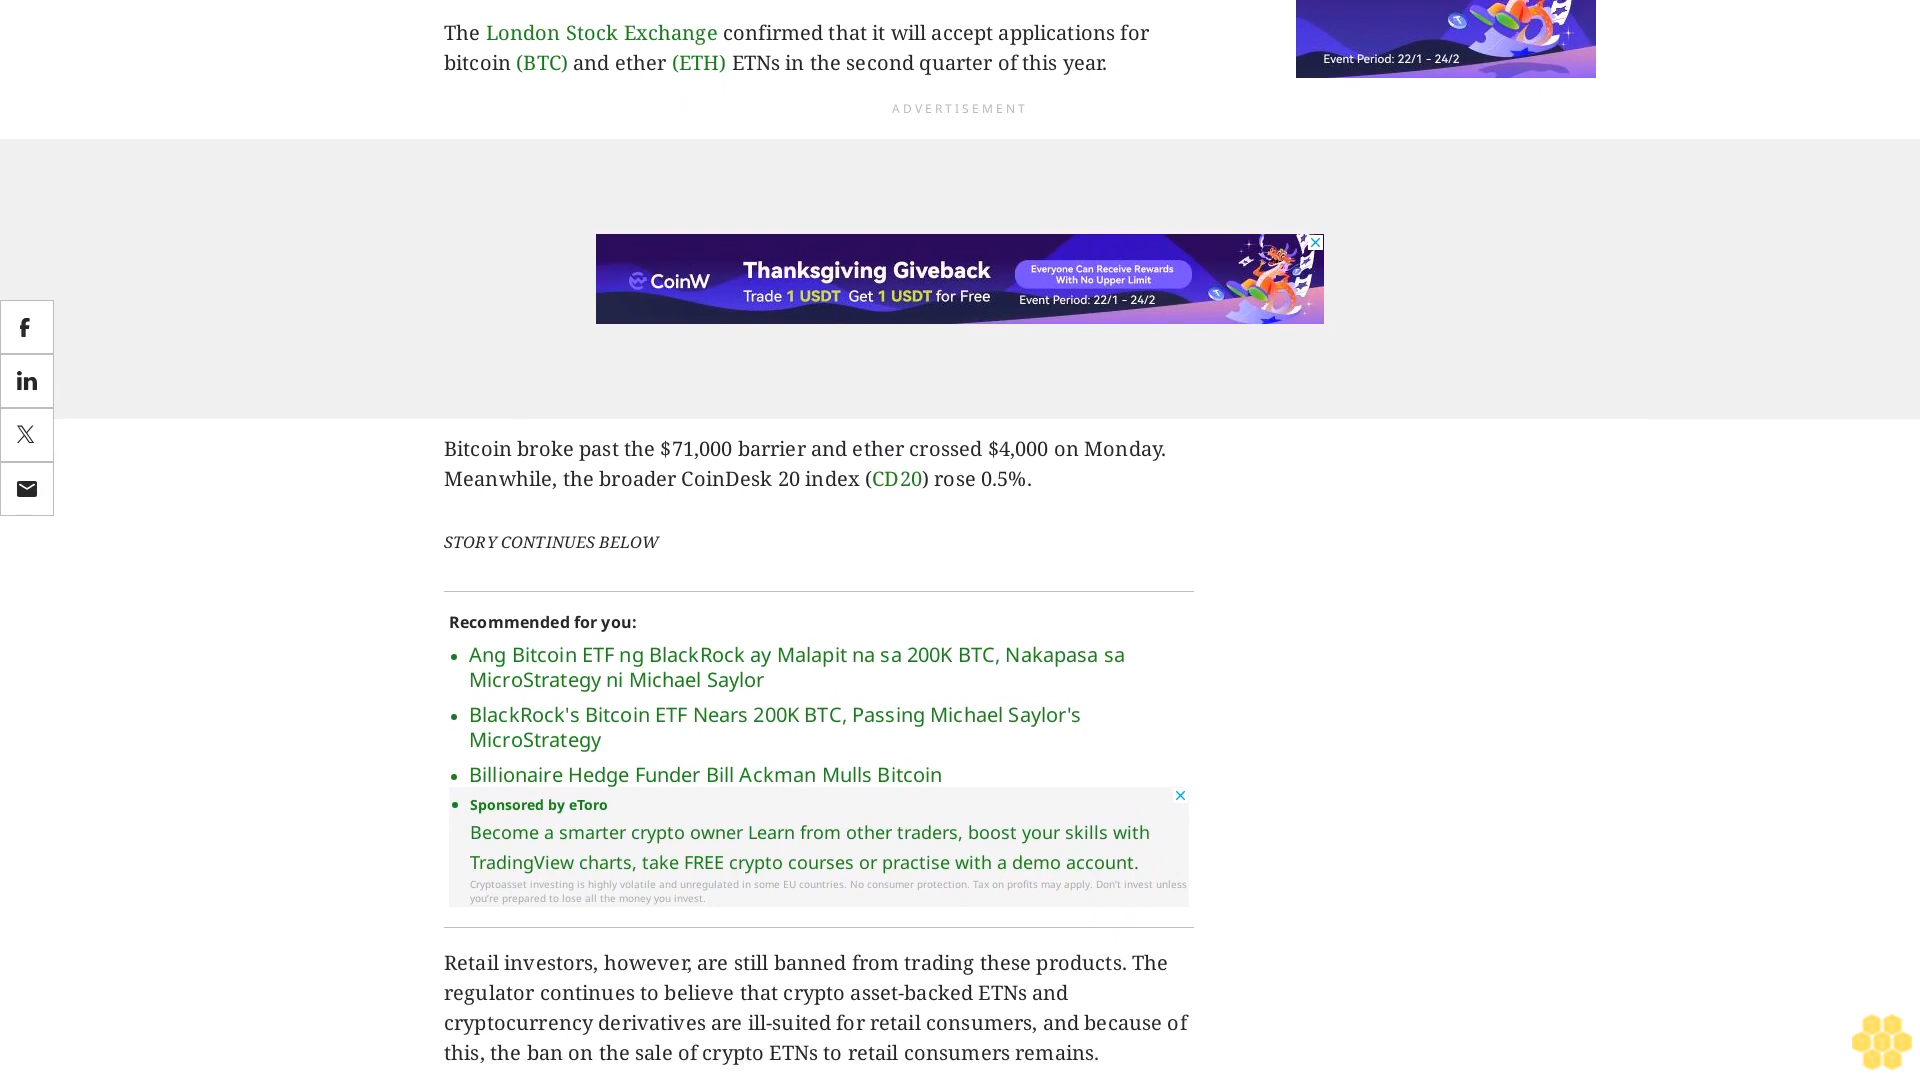 The London Stock Exchange confirmed that it will accept applications for
bitcoin (BTC) and ether (ETH) ETNs in the second quarter of this year.
Event Period: 22/1 - 24/2
ADVERTISEMENT
CoinW
Thanksgiving Giveback
Trade 1 USDT Get 1 USDT for Free
Everyone Can Receive Rewards
With No Upper Limit
Event Period: 22/1 - 24/2
Bitcoin broke past the $71,000 barrier and ether crossed $4,000 on Monday.
Meanwhile, the broader CoinDesk 20 index (CD20) rose 0.5%.
STORY CONTINUES BELOW
Recommended for you:
• Ang Bitcoin ETF ng BlackRock ay Malapit na sa 200K BTC, Nakapasa sa
MicroStrategy ni Michael Saylor
• BlackRock's Bitcoin ETF Nears 200K BTC, Passing Michael Saylor's
MicroStrategy
• Billionaire Hedge Funder Bill Ackman Mulls Bitcoin
• Sponsored by eToro
Become a smarter crypto owner Learn from other traders, boost your skills with
TradingView charts, take FREE crypto courses or practise with a demo account.
Cryptoasset investing is highly volatile and unregulated in some EU countries. No consumer protection. Tax on profits may apply. Don't invest unless
you're prepared to lose all the money you invest.
Retail investors, however, are still banned from trading these products. The
regulator continues to believe that crypto asset-backed ETNs and
cryptocurrency derivatives are ill-suited for retail consumers, and because of
this, the ban on the sale of crypto ETNs to retail consumers remains.